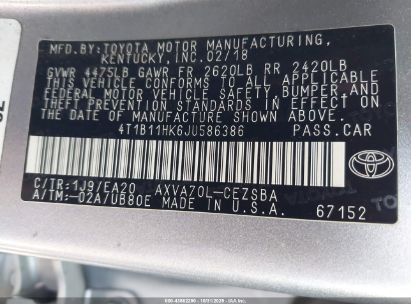 MFD. BY: TOYOTA MOTOR MANUFACTURING,
KENTUCKY, INC. 02/18
GVWR 4475LB GAWR FR 2620LB RR 2420LB
THIS VEHICLE CONFORMS TO ALL APPLICABLE
FEDERAL MOTOR VEHICLE SAFETY, BUMPER AND
THEFT PREVENTION STANDARDS IN EFFECT ON
THE DATE OF MANUFACTURE SHOWN ABOVE.
4T1B11HK6JU586386 PASS.CAR
C/TR: 1J9/EA20 AXVA70L-CEZSBA
A/TM: -02A/UB80E MADE IN U.S.A. 67152
TOYOTA